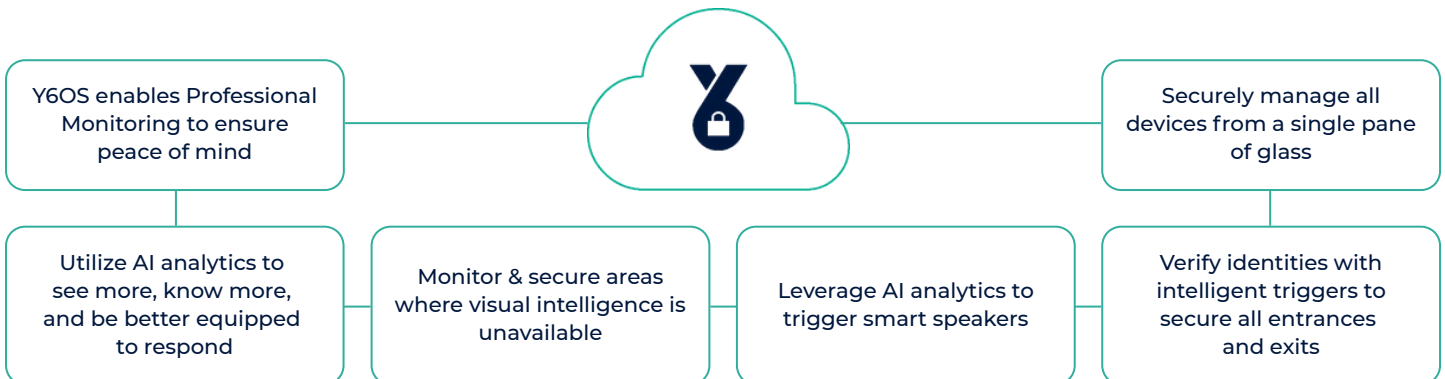 Y6OS enables Professional
Monitoring to ensure
peace of mind
Y6
Securely manage all
devices from a single pane
of glass
Utilize AI analytics to
see more, know more,
and be better equipped
to respond
Monitor & secure areas
where visual intelligence is
unavailable
Leverage AI analytics to
trigger smart speakers
Verify identities with
intelligent triggers to
secure all entrances
and exits